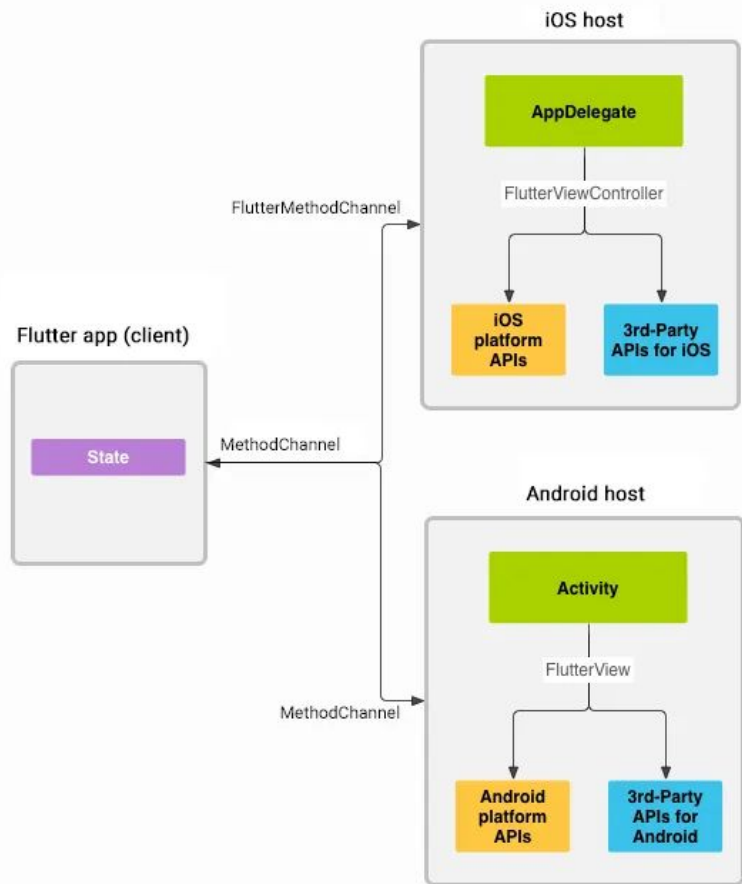 iOS host
AppDelegate
FlutterViewController
FlutterMethodChannel
iOS
platform
APIs
3rd-Party
APIs for iOS
Flutter app (client)
State
MethodChannel
Android host
Activity
FlutterView
MethodChannel
Android
platform
APIs
3rd-Party
APIs for
Android